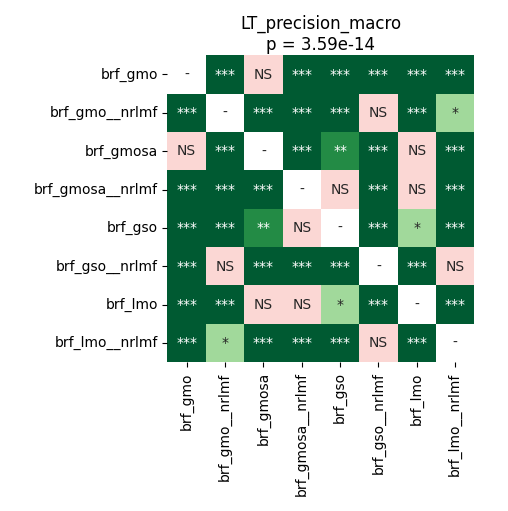 LT_precision_macro
p = 3.59e-14
brf_gmo - *** NS *** *** *** *** ***
brf_gmo__nrlmf *** - *** *** *** NS *** *
brf_gmosa NS *** - *** ** *** NS ***
brf_gmosa__nrlmf *** *** *** - NS *** NS ***
brf_gso *** *** ** NS - *** * ***
brf_gso__nrlmf *** NS *** *** *** - *** NS
brf_lmo *** *** NS NS * *** - ***
brf_lmo__nrlmf *** * *** *** *** NS *** -
brf_gmo
brf_gmo__nrlmf
brf_gmosa
brf_gmosa__nrlmf
brf_gso
brf_gso__nrlmf
brf_lmo
brf_lmo__nrlmf